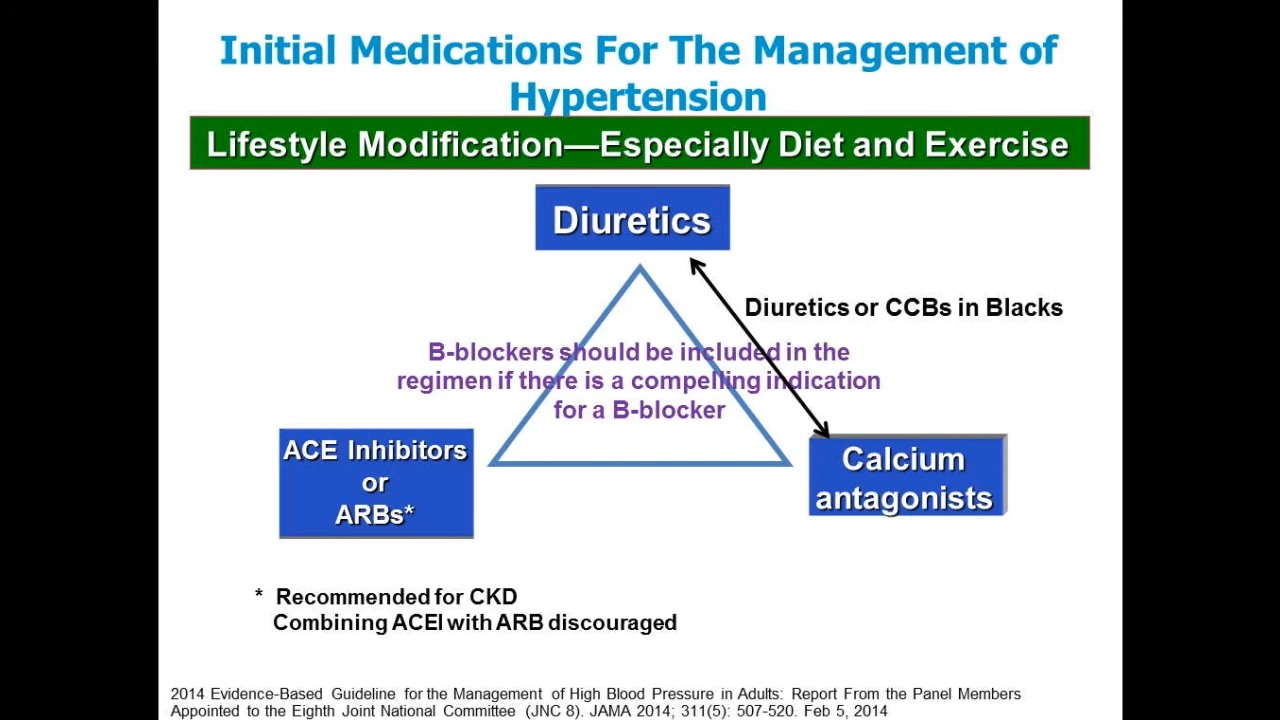 Initial Medications For The Management of
Hypertension
Lifestyle Modification—Especially Diet and Exercise
Diuretics
Diuretics or CCBs in Blacks
B-blockers should be included in the
regimen if there is a compelling indication
for a B-blocker
ACE Inhibitors
or
ARBs*
Calcium
antagonists
* Recommended for CKD
Combining ACEI with ARB discouraged
2014 Evidence-Based Guideline for the Management of High Blood Pressure in Adults: Report From the Panel Members
Appointed to the Eighth Joint National Committee (JNC 8). JAMA 2014; 311(5): 507-520. Feb 5, 2014